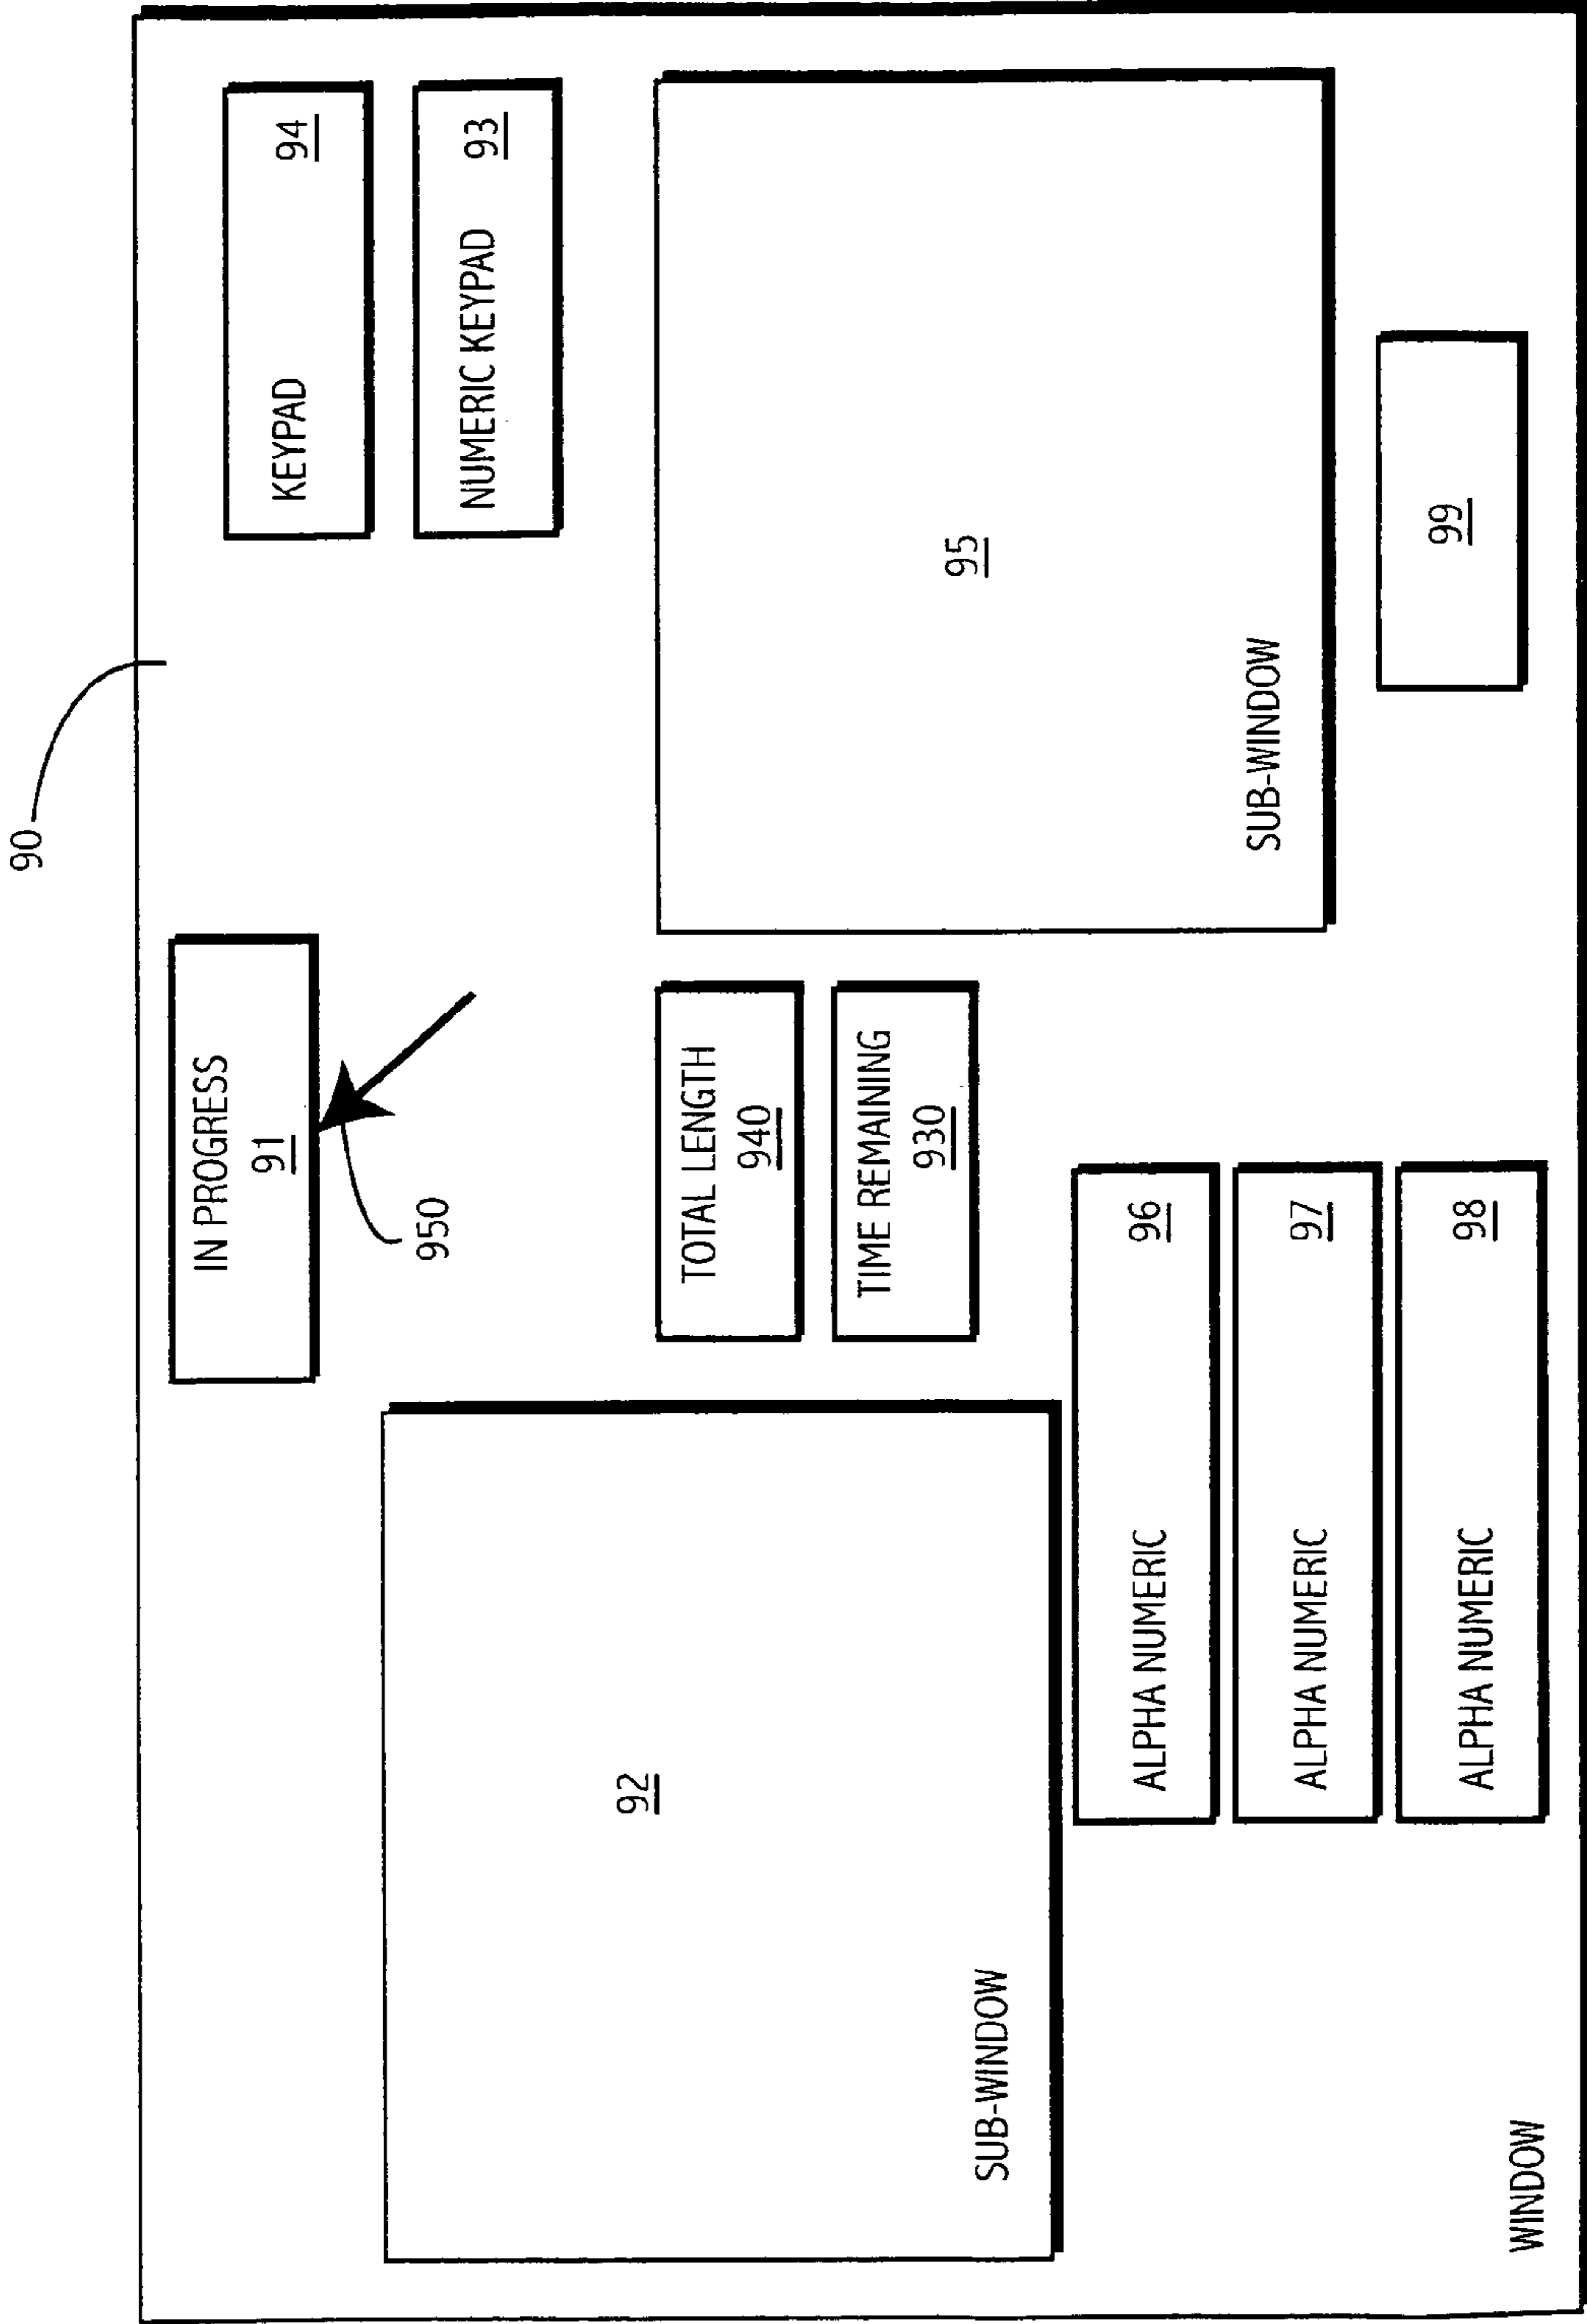 90
IN PROGRESS
91
950
KEYPAD 94
NUMERIC KEYPAD 93
92
SUB-WINDOW
TOTAL LENGTH
940
TIME REMAINING
930
95
SUB-WINDOW
ALPHA NUMERIC 96
ALPHA NUMERIC 97
ALPHA NUMERIC 98
99
WINDOW